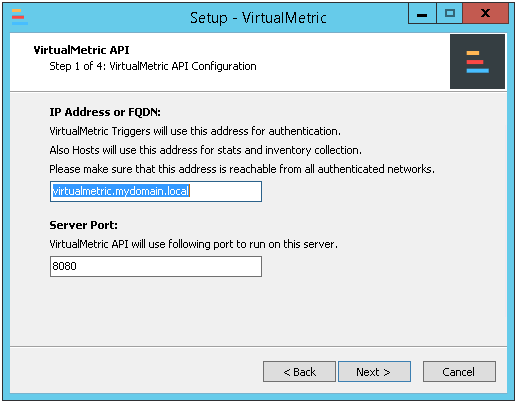 Setup - VirtualMetric
VirtualMetric API
Step 1 of 4: VirtualMetric API Configuration
IP Address or FQDN:
VirtualMetric Triggers will use this address for authentication.
Also Hosts will use this address for stats and inventory collection.
Please make sure that this address is reachable from all authenticated networks.
virtualmetric.mydomain.local
Server Port:
VirtualMetric API will use following port to run on this server.
8080
< Back
Next >
Cancel